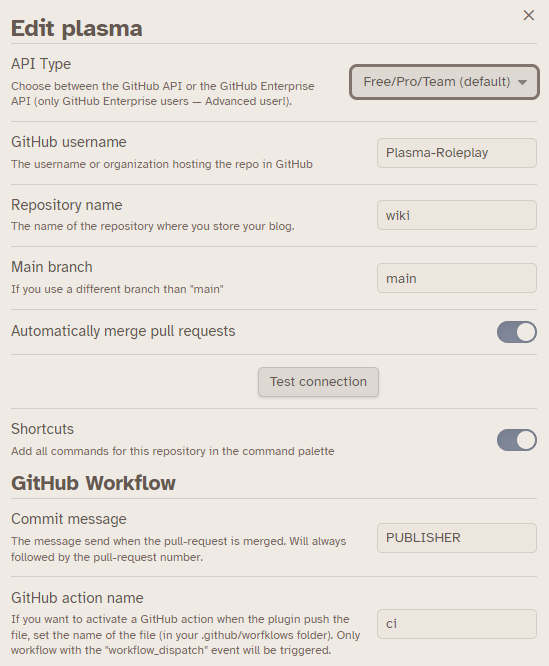 Edit plasma
API Type
Choose between the GitHub API or the GitHub Enterprise
API (only GitHub Enterprise users — Advanced user!).
Free/Pro/Team (default)
GitHub username
The username or organization hosting the repo in GitHub
Plasma-Roleplay
Repository name
The name of the repository where you store your blog.
wiki
Main branch
If you use a different branch than "main"
main
Automatically merge pull requests
Test connection
Shortcuts
Add all commands for this repository in the command palette
GitHub Workflow
Commit message
The message send when the pull-request is merged. Will always
followed by the pull-request number.
PUBLISHER
GitHub action name
If you want to activate a GitHub action when the plugin push the
file, set the name of the file (in your .github/worfklows folder). Only
workflow with the "workflow_dispatch" event will be triggered.
ci